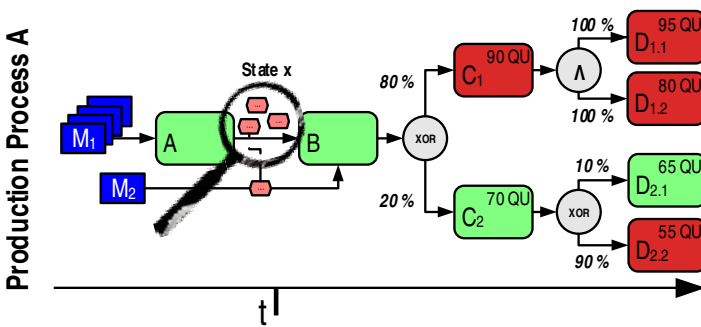 Production Process A
State x
...
...
...
...
M1
A
B
M2
XOR
80 %
20 %
90 QU
C1
70 QU
C2
Λ
100 %
100 %
XOR
10 %
90 %
95 QU
D1.1
80 QU
D1.2
65 QU
D2.1
55 QU
D2.2
t